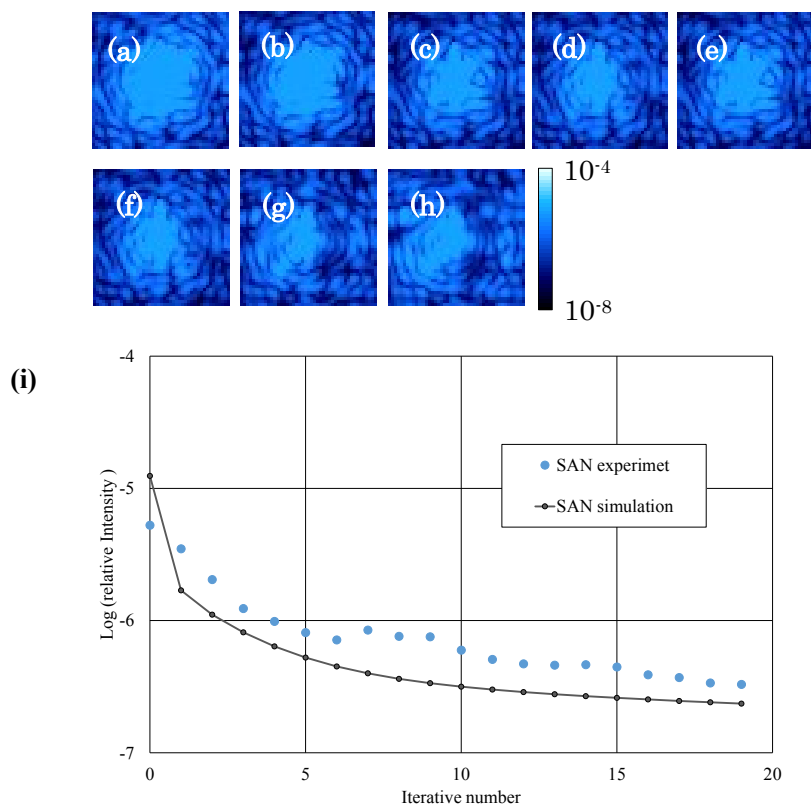 (a) (b) (c) (d) (e)
(f) (g) (h)
10-4
10-8
(i)
-4
-5
-6
-7
Log (relative Intensity )
SAN experimet
SAN simulation
0 5 10 15 20
Iterative number